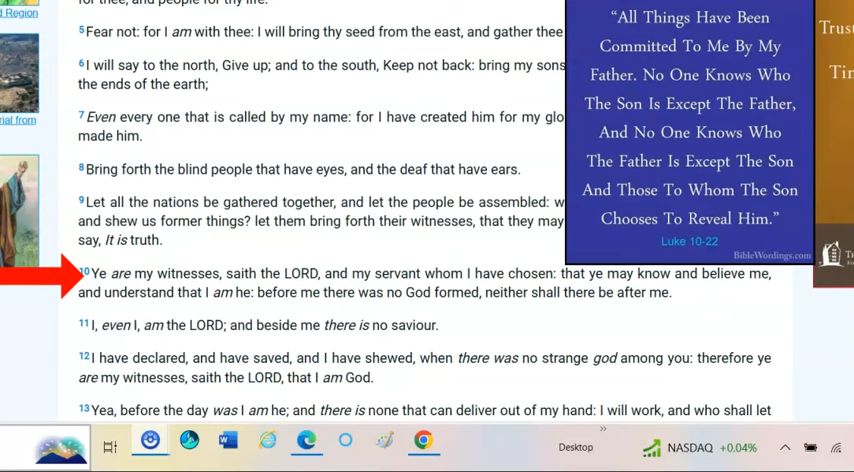 for thee, and people for thy life.
d Region
5Fear not: for I am with thee: I will bring thy seed from the east, and gather thee
6I will say to the north, Give up; and to the south, Keep not back: bring my sons
the ends of the earth;
rial from
7Even every one that is called by my name: for I have created him for my glo
made him.
8Bring forth the blind people that have eyes, and the deaf that have ears.
9Let all the nations be gathered together, and let the people be assembled: w
and shew us former things? let them bring forth their witnesses, that they may
say, It is truth.
10Ye are my witnesses, saith the LORD, and my servant whom I have chosen: that ye may know and believe me,
and understand that I am he: before me there was no God formed, neither shall there be after me.
11I, even I, am the LORD; and beside me there is no saviour.
12I have declared, and have saved, and I have shewed, when there was no strange god among you: therefore ye
are my witnesses, saith the LORD, that I am God.
13Yea, before the day was I am he; and there is none that can deliver out of my hand: I will work, and who shall let
“All Things Have Been
Committed To Me By My
Father. No One Knows Who
The Son Is Except The Father,
And No One Knows Who
The Father Is Except The Son
And Those To Whom The Son
Chooses To Reveal Him.”
Luke 10-22
BibleWordings.com
Trust
Tim
Desktop
NASDAQ +0.04%